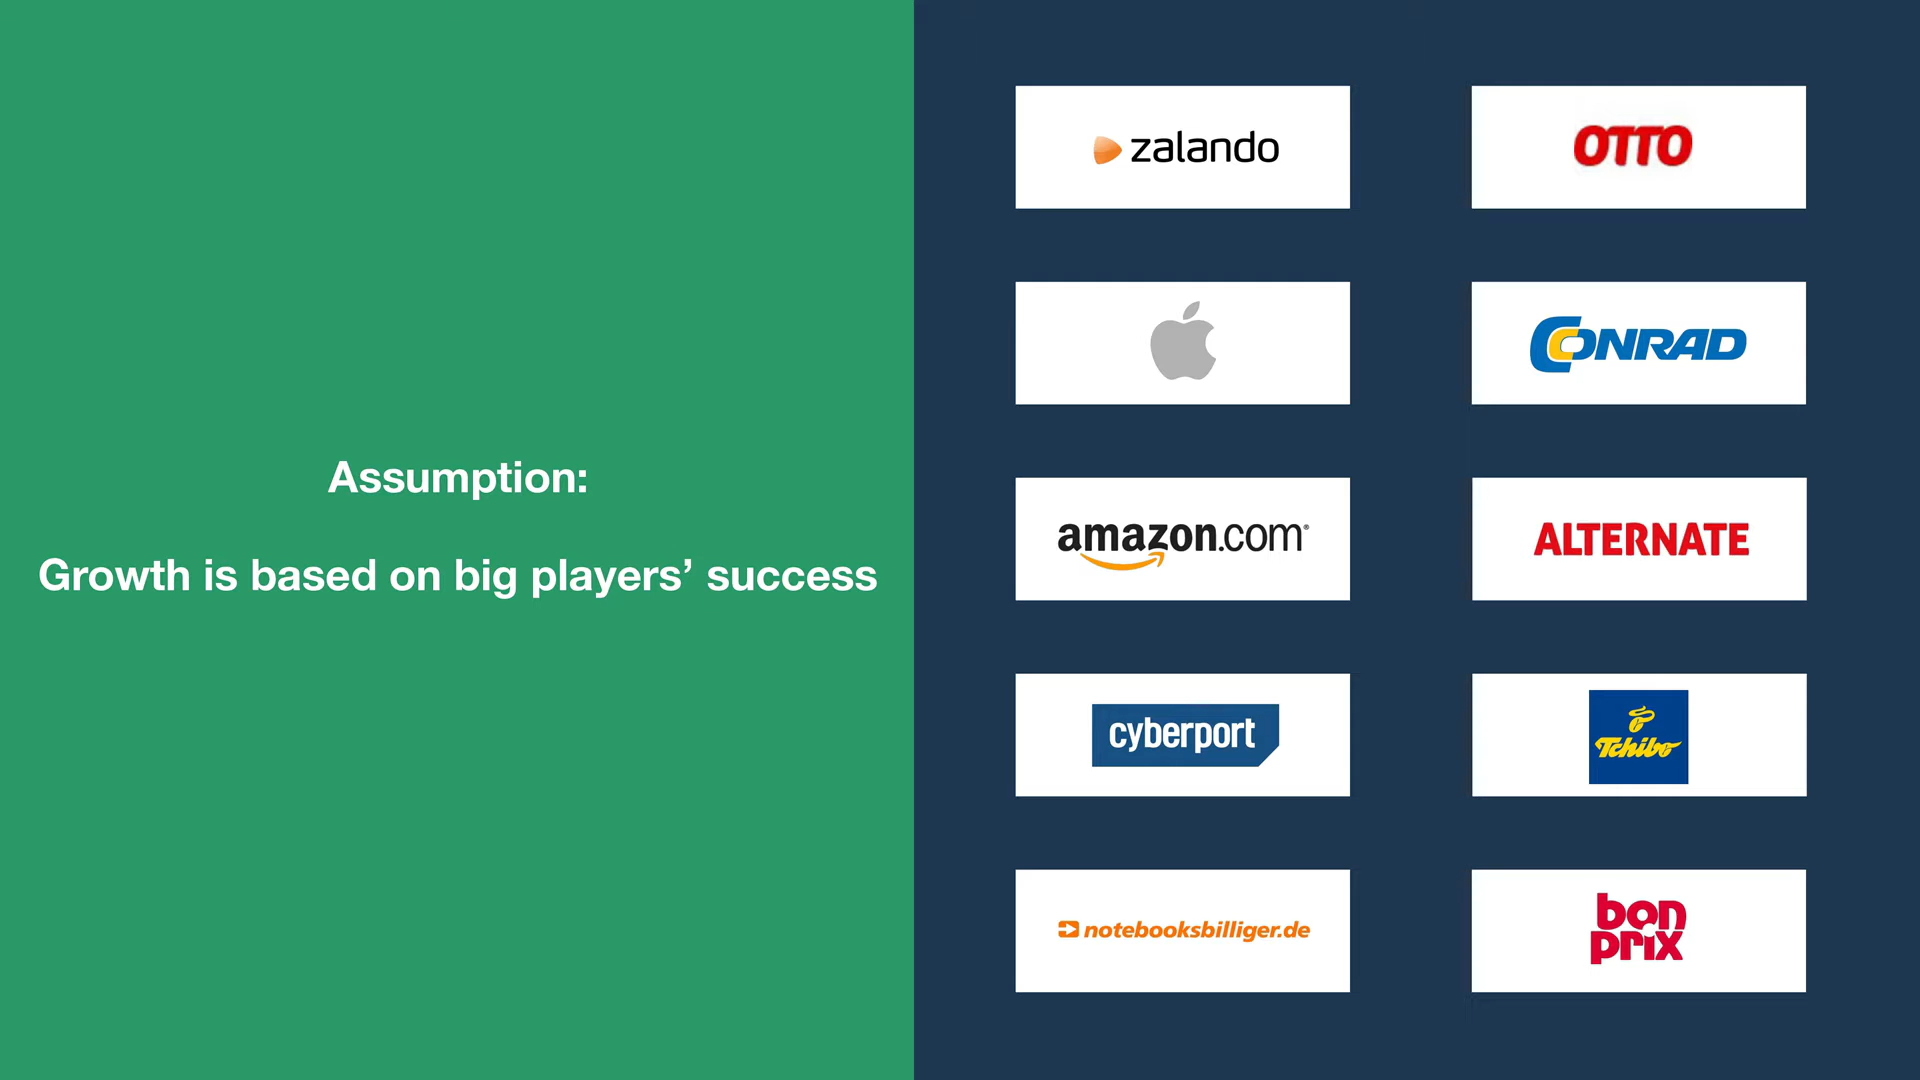 Assumption:
Growth is based on big players’ success
zalando
OTTO
CONRAD
amazon.com®
ALTERNATE
cyberport
Tchibo
notebooksbilliger.de
bon
prix